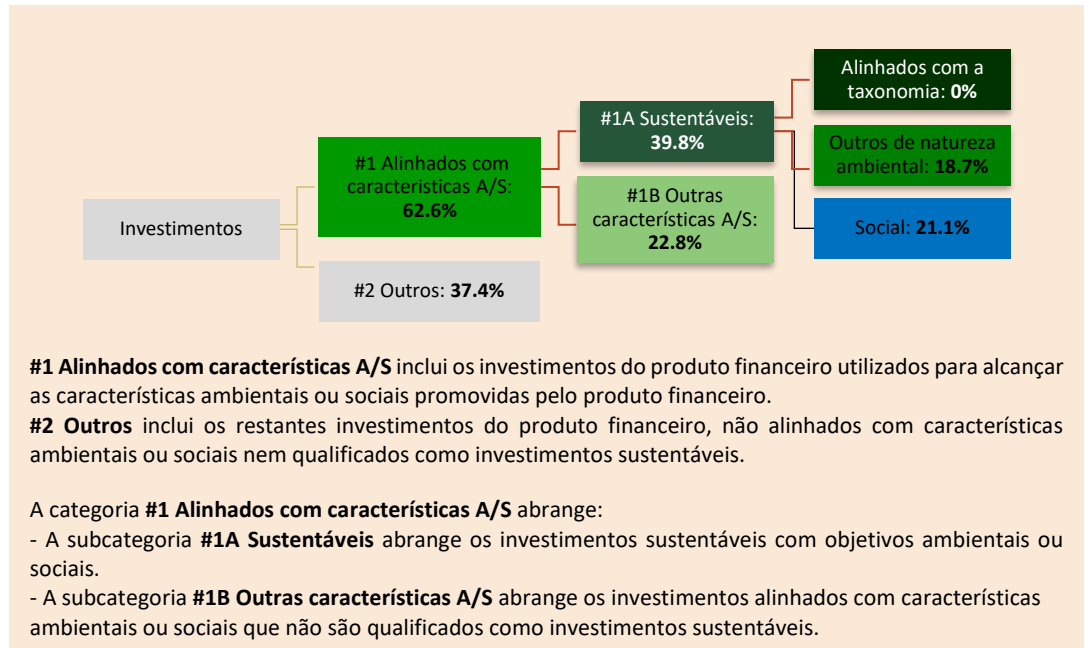 Alinhados com a
taxonomia: 0%
#1A Sustentáveis:
39.8%
Outros de natureza
ambiental: 18.7%
#1 Alinhados com
caracteristicas A/S:
62.6%
#1B Outras
características A/S:
22.8%
Investimentos
Social: 21.1%
#2 Outros: 37.4%
#1 Alinhados com características A/S inclui os investimentos do produto financeiro utilizados para alcançar
as características ambientais ou sociais promovidas pelo produto financeiro.
#2 Outros inclui os restantes investimentos do produto financeiro, não alinhados com características
ambientais ou sociais nem qualificados como investimentos sustentáveis.
A categoria #1 Alinhados com características A/S abrange:
- A subcategoria #1A Sustentáveis abrange os investimentos sustentáveis com objetivos ambientais ou
sociais.
- A subcategoria #1B Outras características A/S abrange os investimentos alinhados com características
ambientais ou sociais que não são qualificados como investimentos sustentáveis.